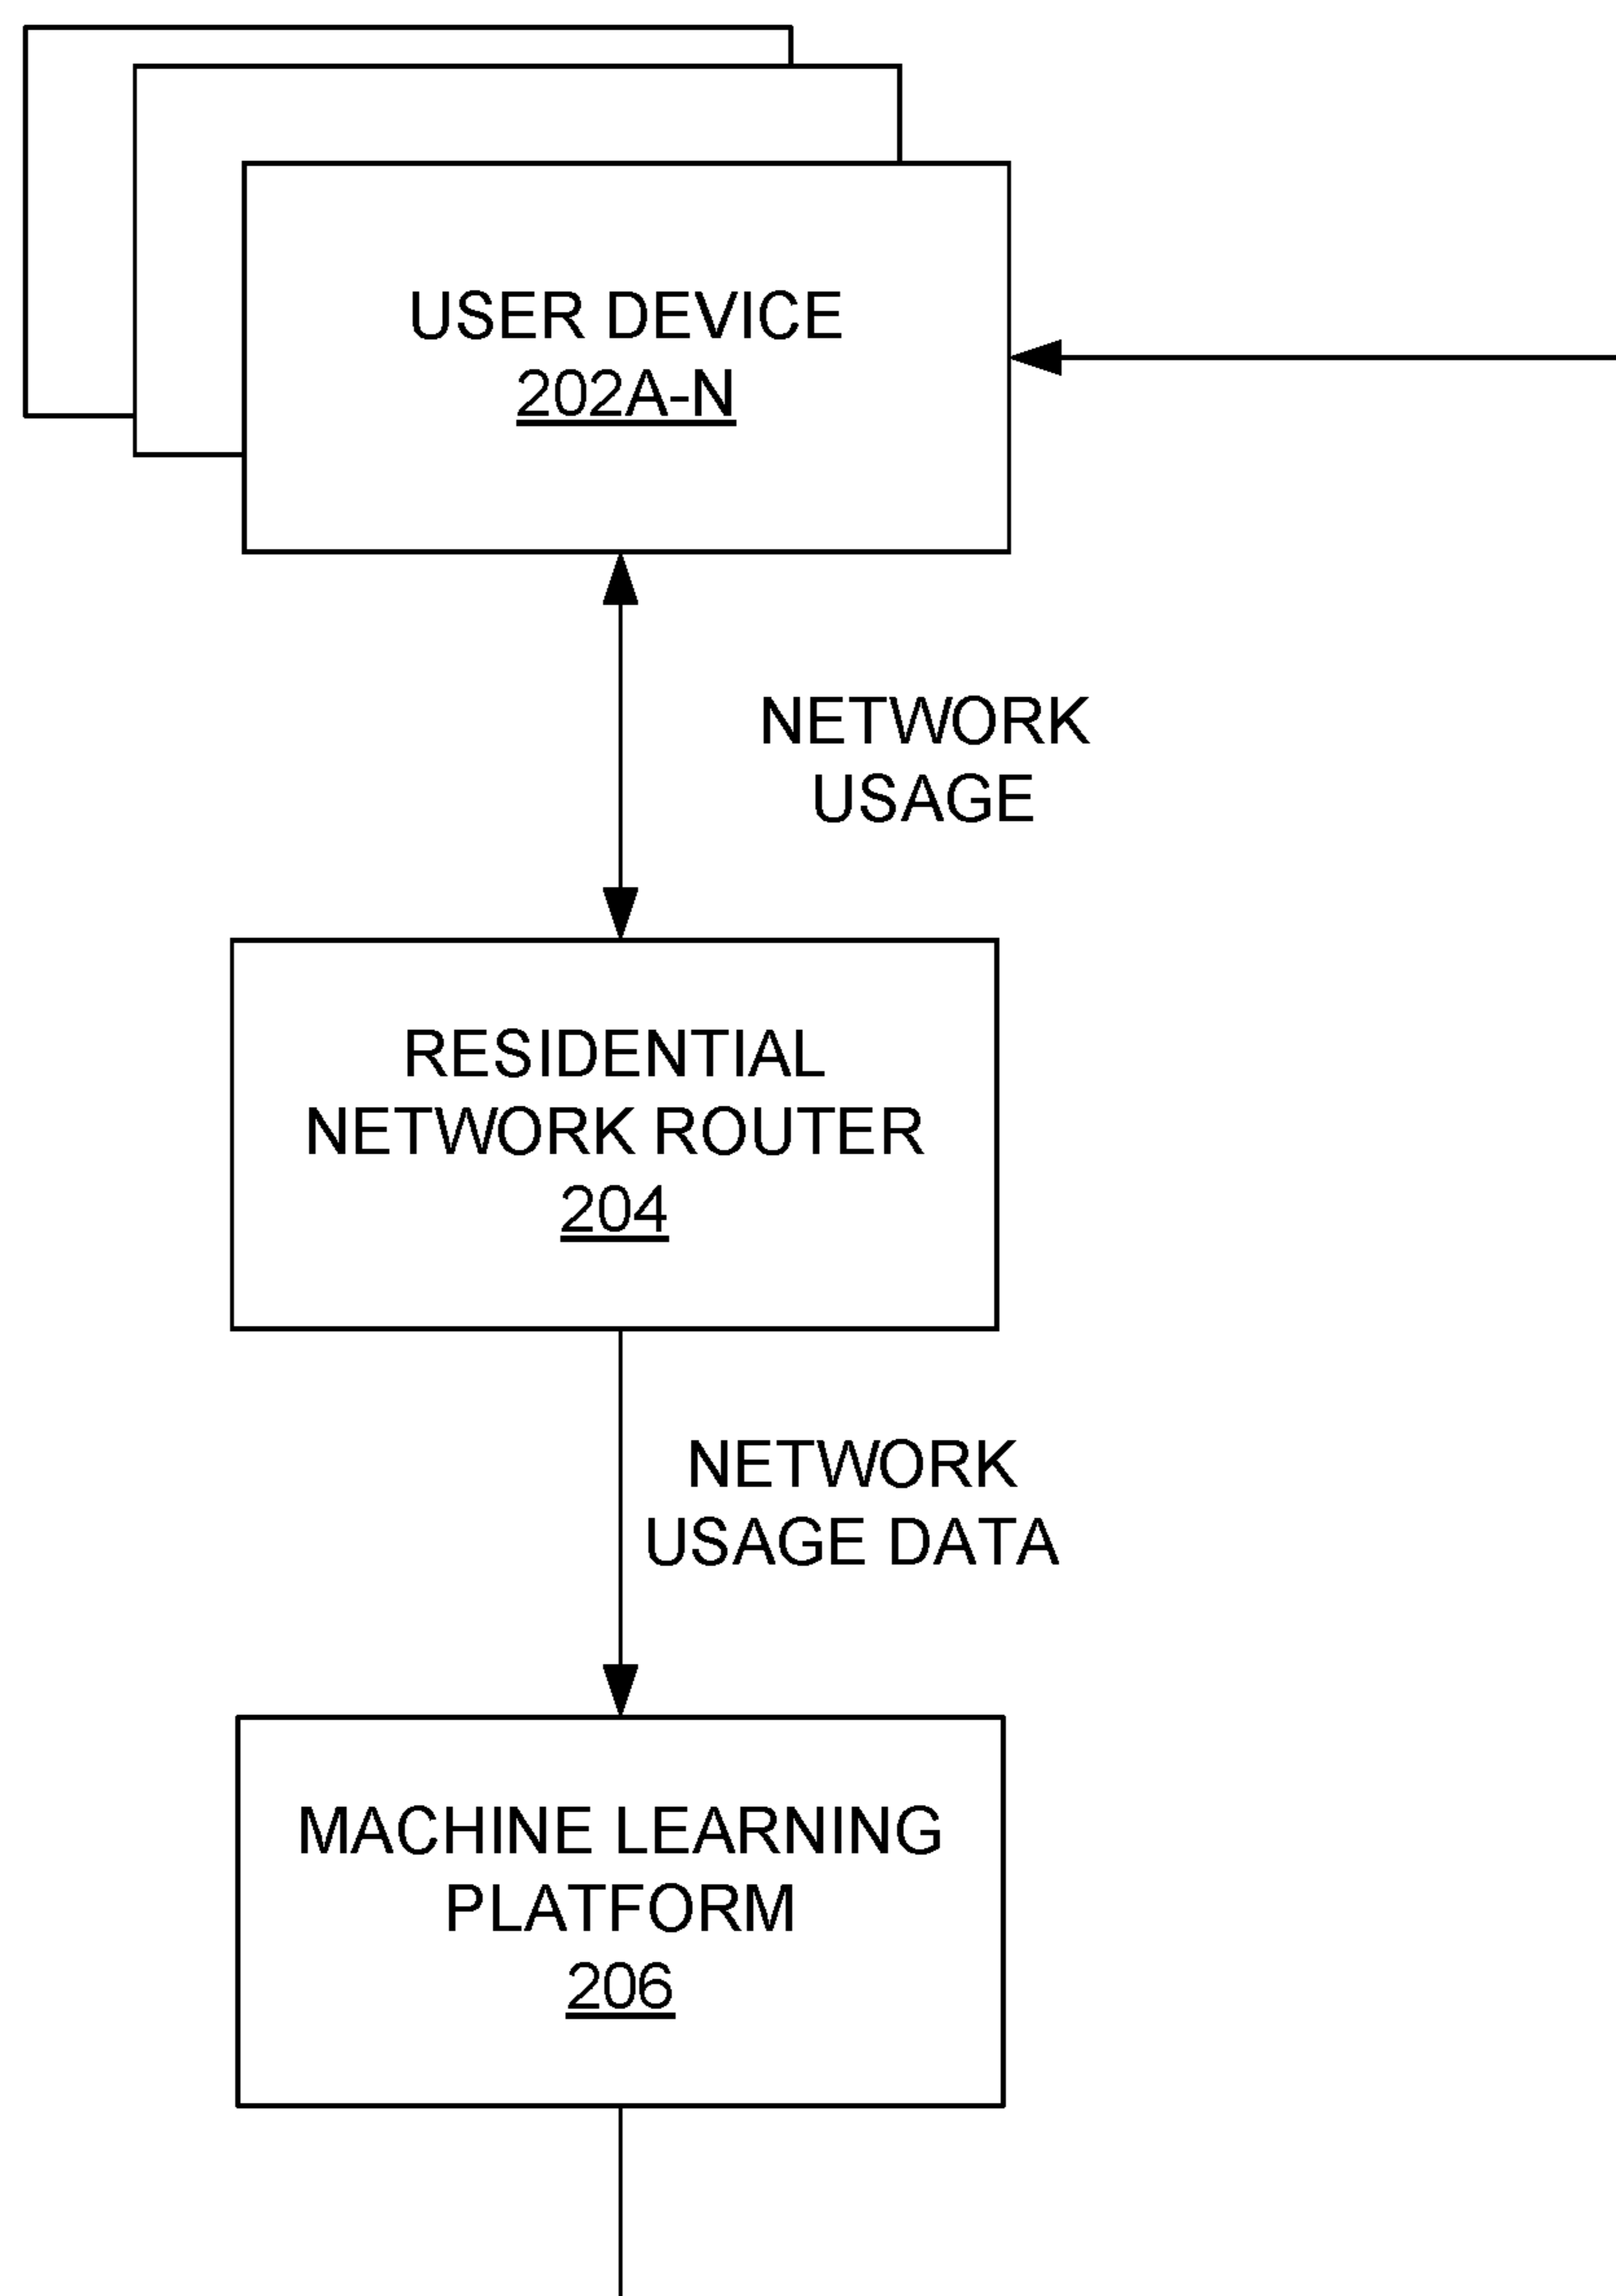 USER DEVICE
202A-N
NETWORK
USAGE
RESIDENTIAL
NETWORK ROUTER
204
NETWORK
USAGE DATA
MACHINE LEARNING
PLATFORM
206